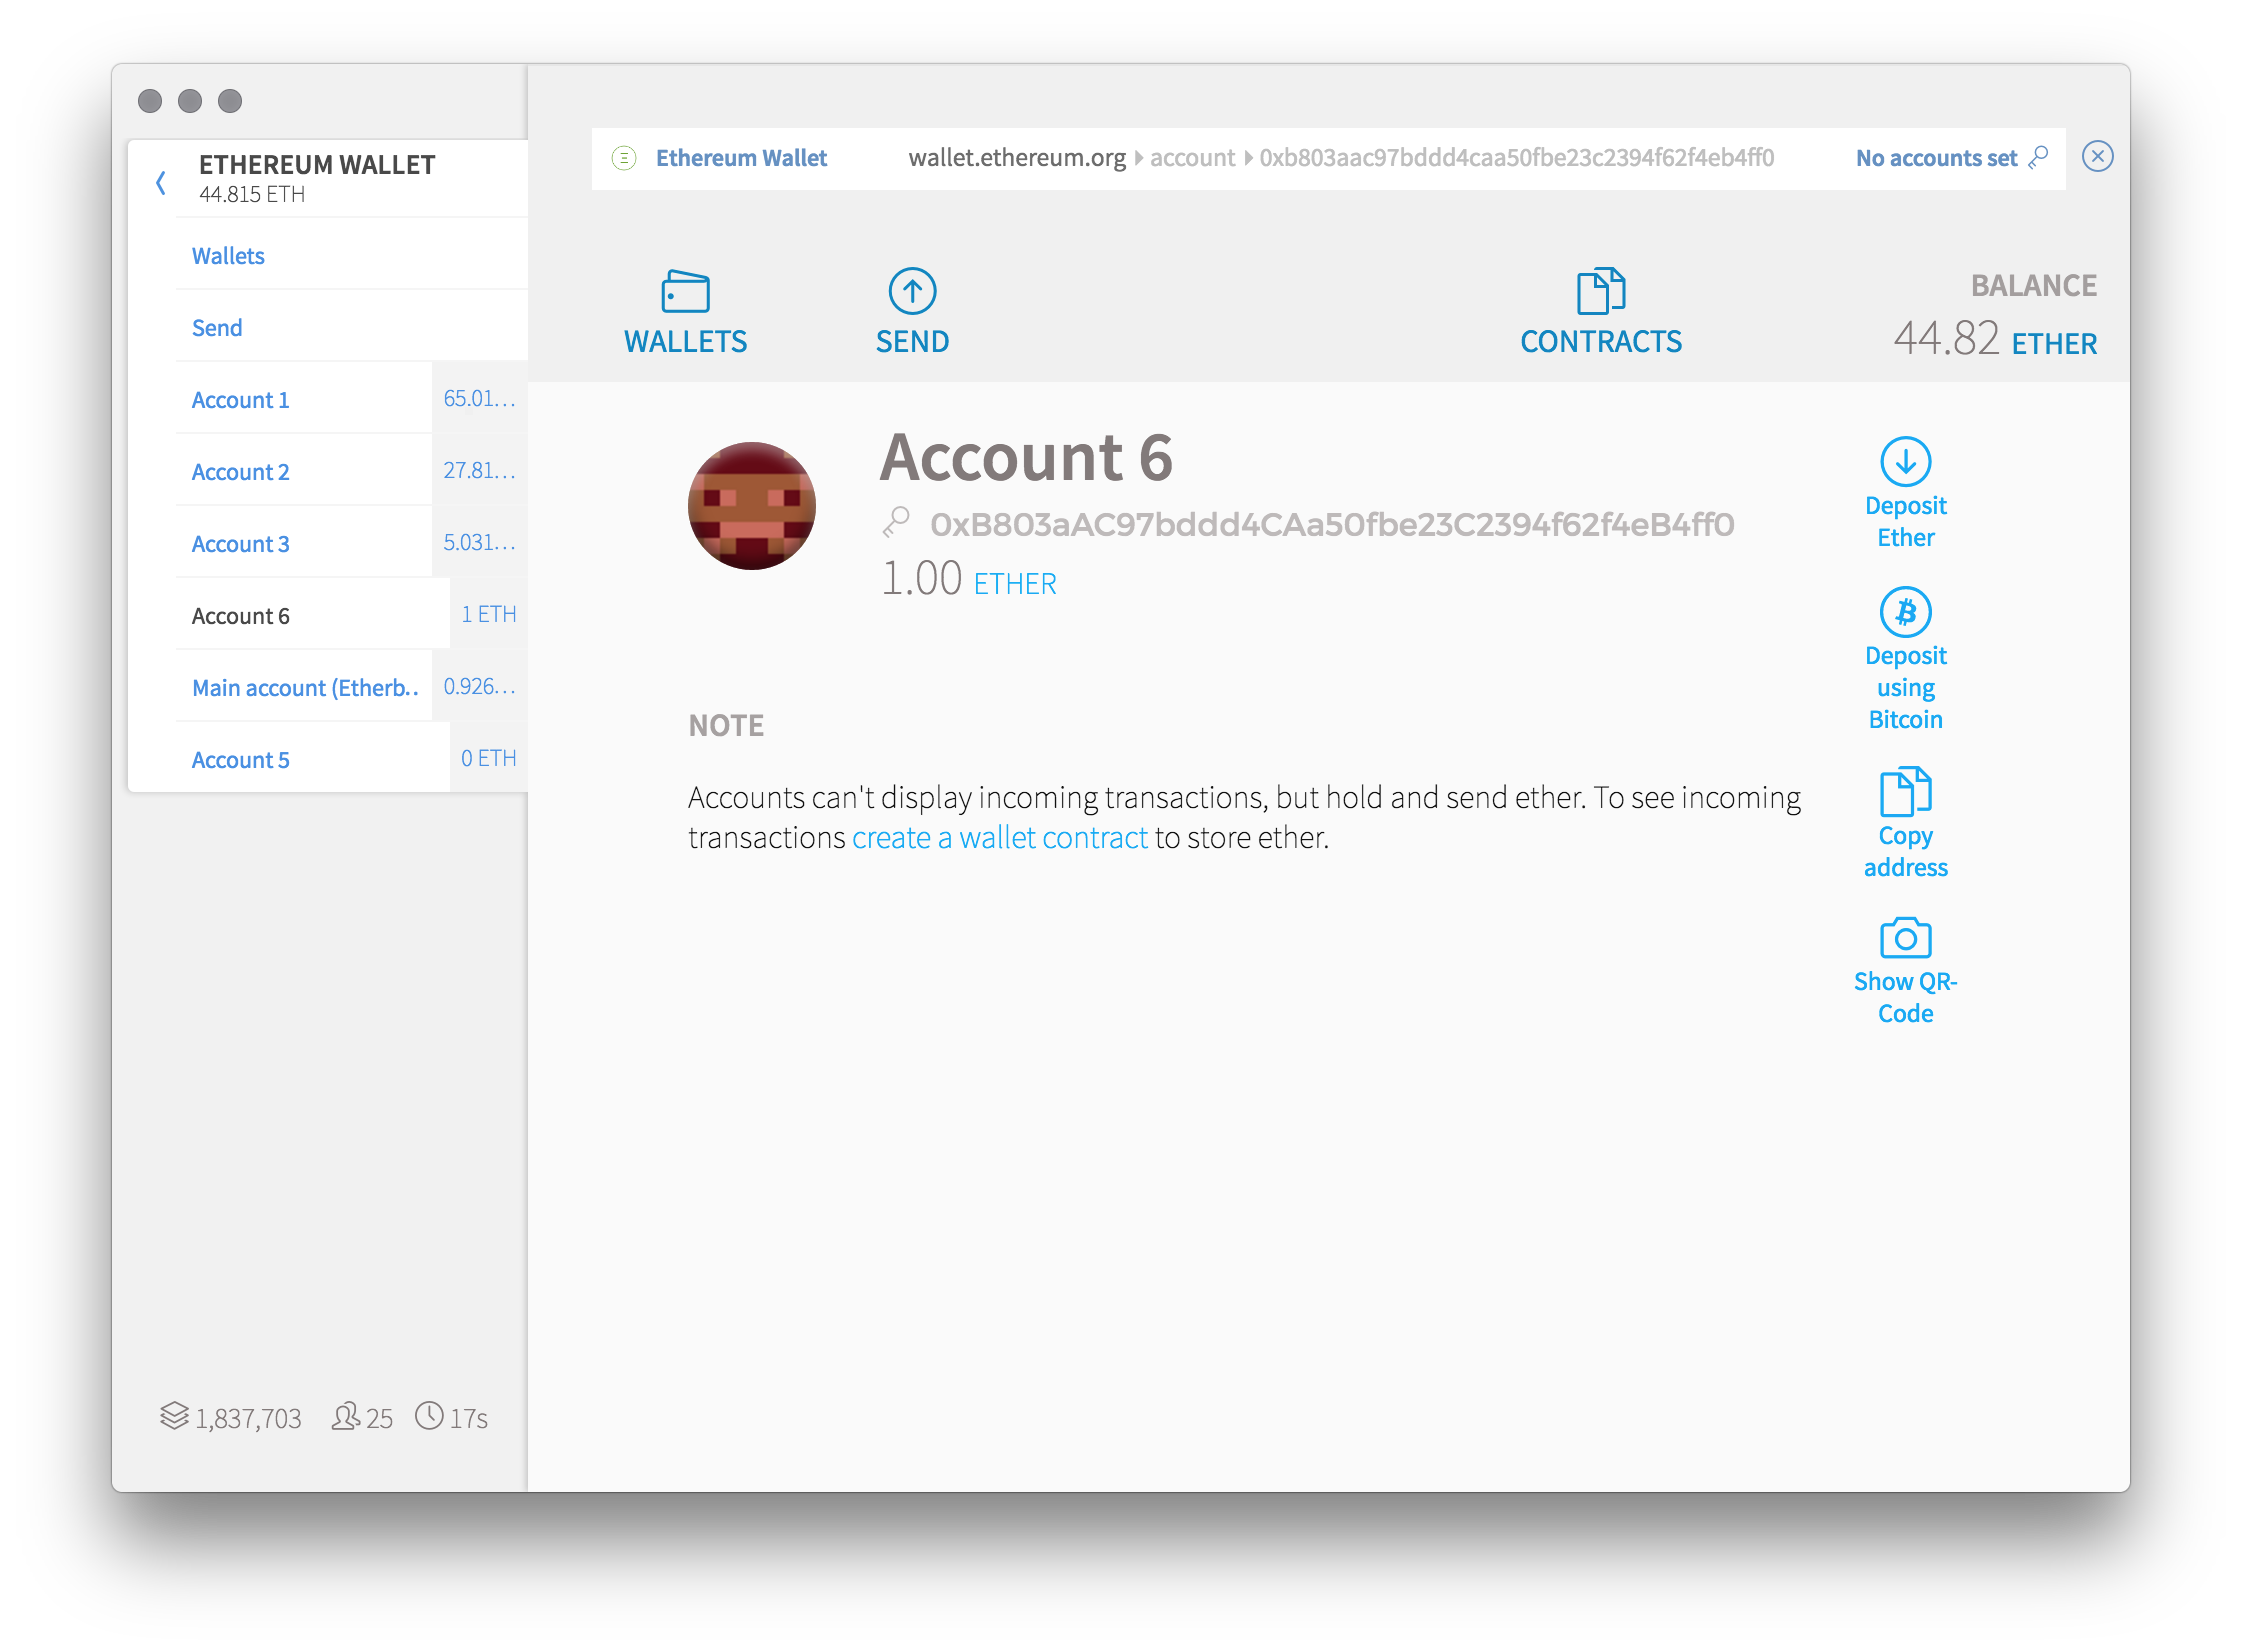 ETHEREUM WALLET
44.815 ETH
Wallets
Send
Account 1 65.01...
Account 2 27.81...
Account 3 5.031...
Account 6 1 ETH
Main account (Etherb.. 0.926...
Account 5 0 ETH
1,837,703 25 17s
Ethereum Wallet wallet.ethereum.org account 0xb803aac97bddd4caa50fbe23c2394f62f4eb4ff0 No accounts set
WALLETS SEND CONTRACTS
BALANCE
44.82 ETHER
Account 6
0xB803aAC97bddd4CAa50fbe23C2394f62f4eB4ff0
1.00 ETHER
NOTE
Accounts can't display incoming transactions, but hold and send ether. To see incoming
transactions create a wallet contract to store ether.
Deposit
Ether
Deposit
using
Bitcoin
Copy
address
Show QR-
Code